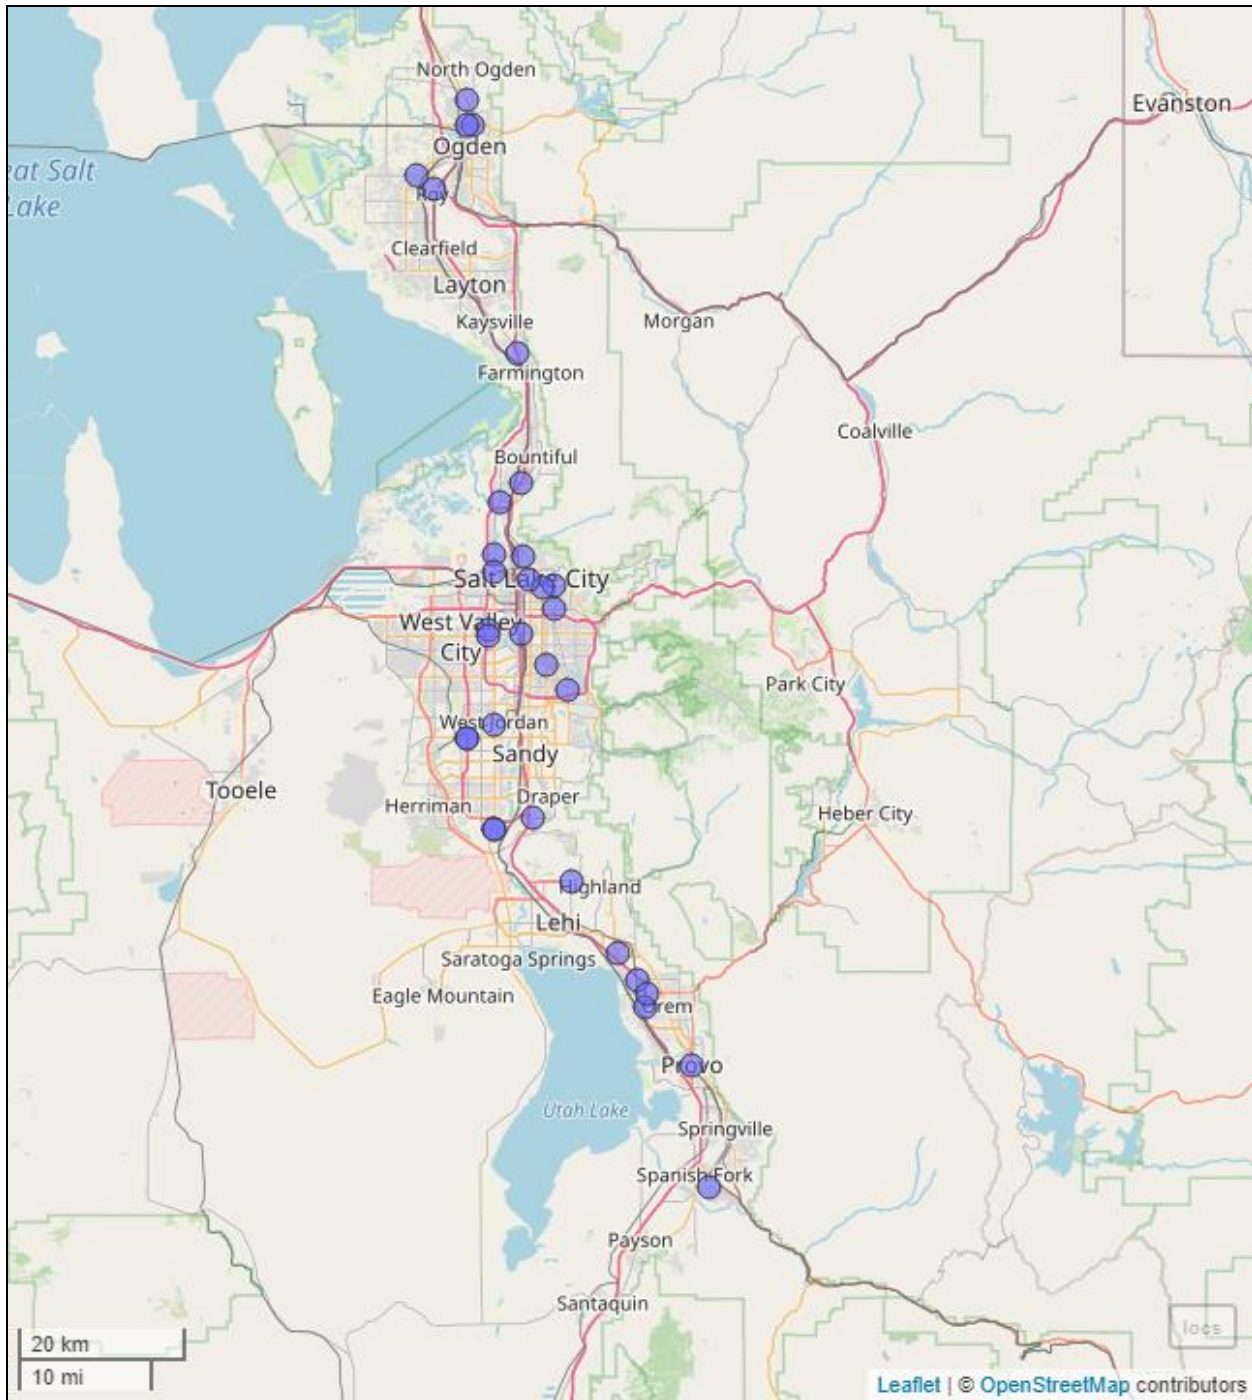 North Ogden
Evanston
Ogden
eat Salt
Lake
Roy
Clearfield
Layton
Kaysville
Morgan
Farmington
Coalville
Bountiful
Salt Lake City
West Valley
City
Park City
West Jordan
Sandy
Tooele
Draper
Herriman
Heber City
Highland
Lehi
Saratoga Springs
Eagle Mountain
Orem
Provo
Utah Lake
Springville
Spanish Fork
Payson
Santaquin
locs
20 km
10 mi
Leaflet | © OpenStreetMap contributors